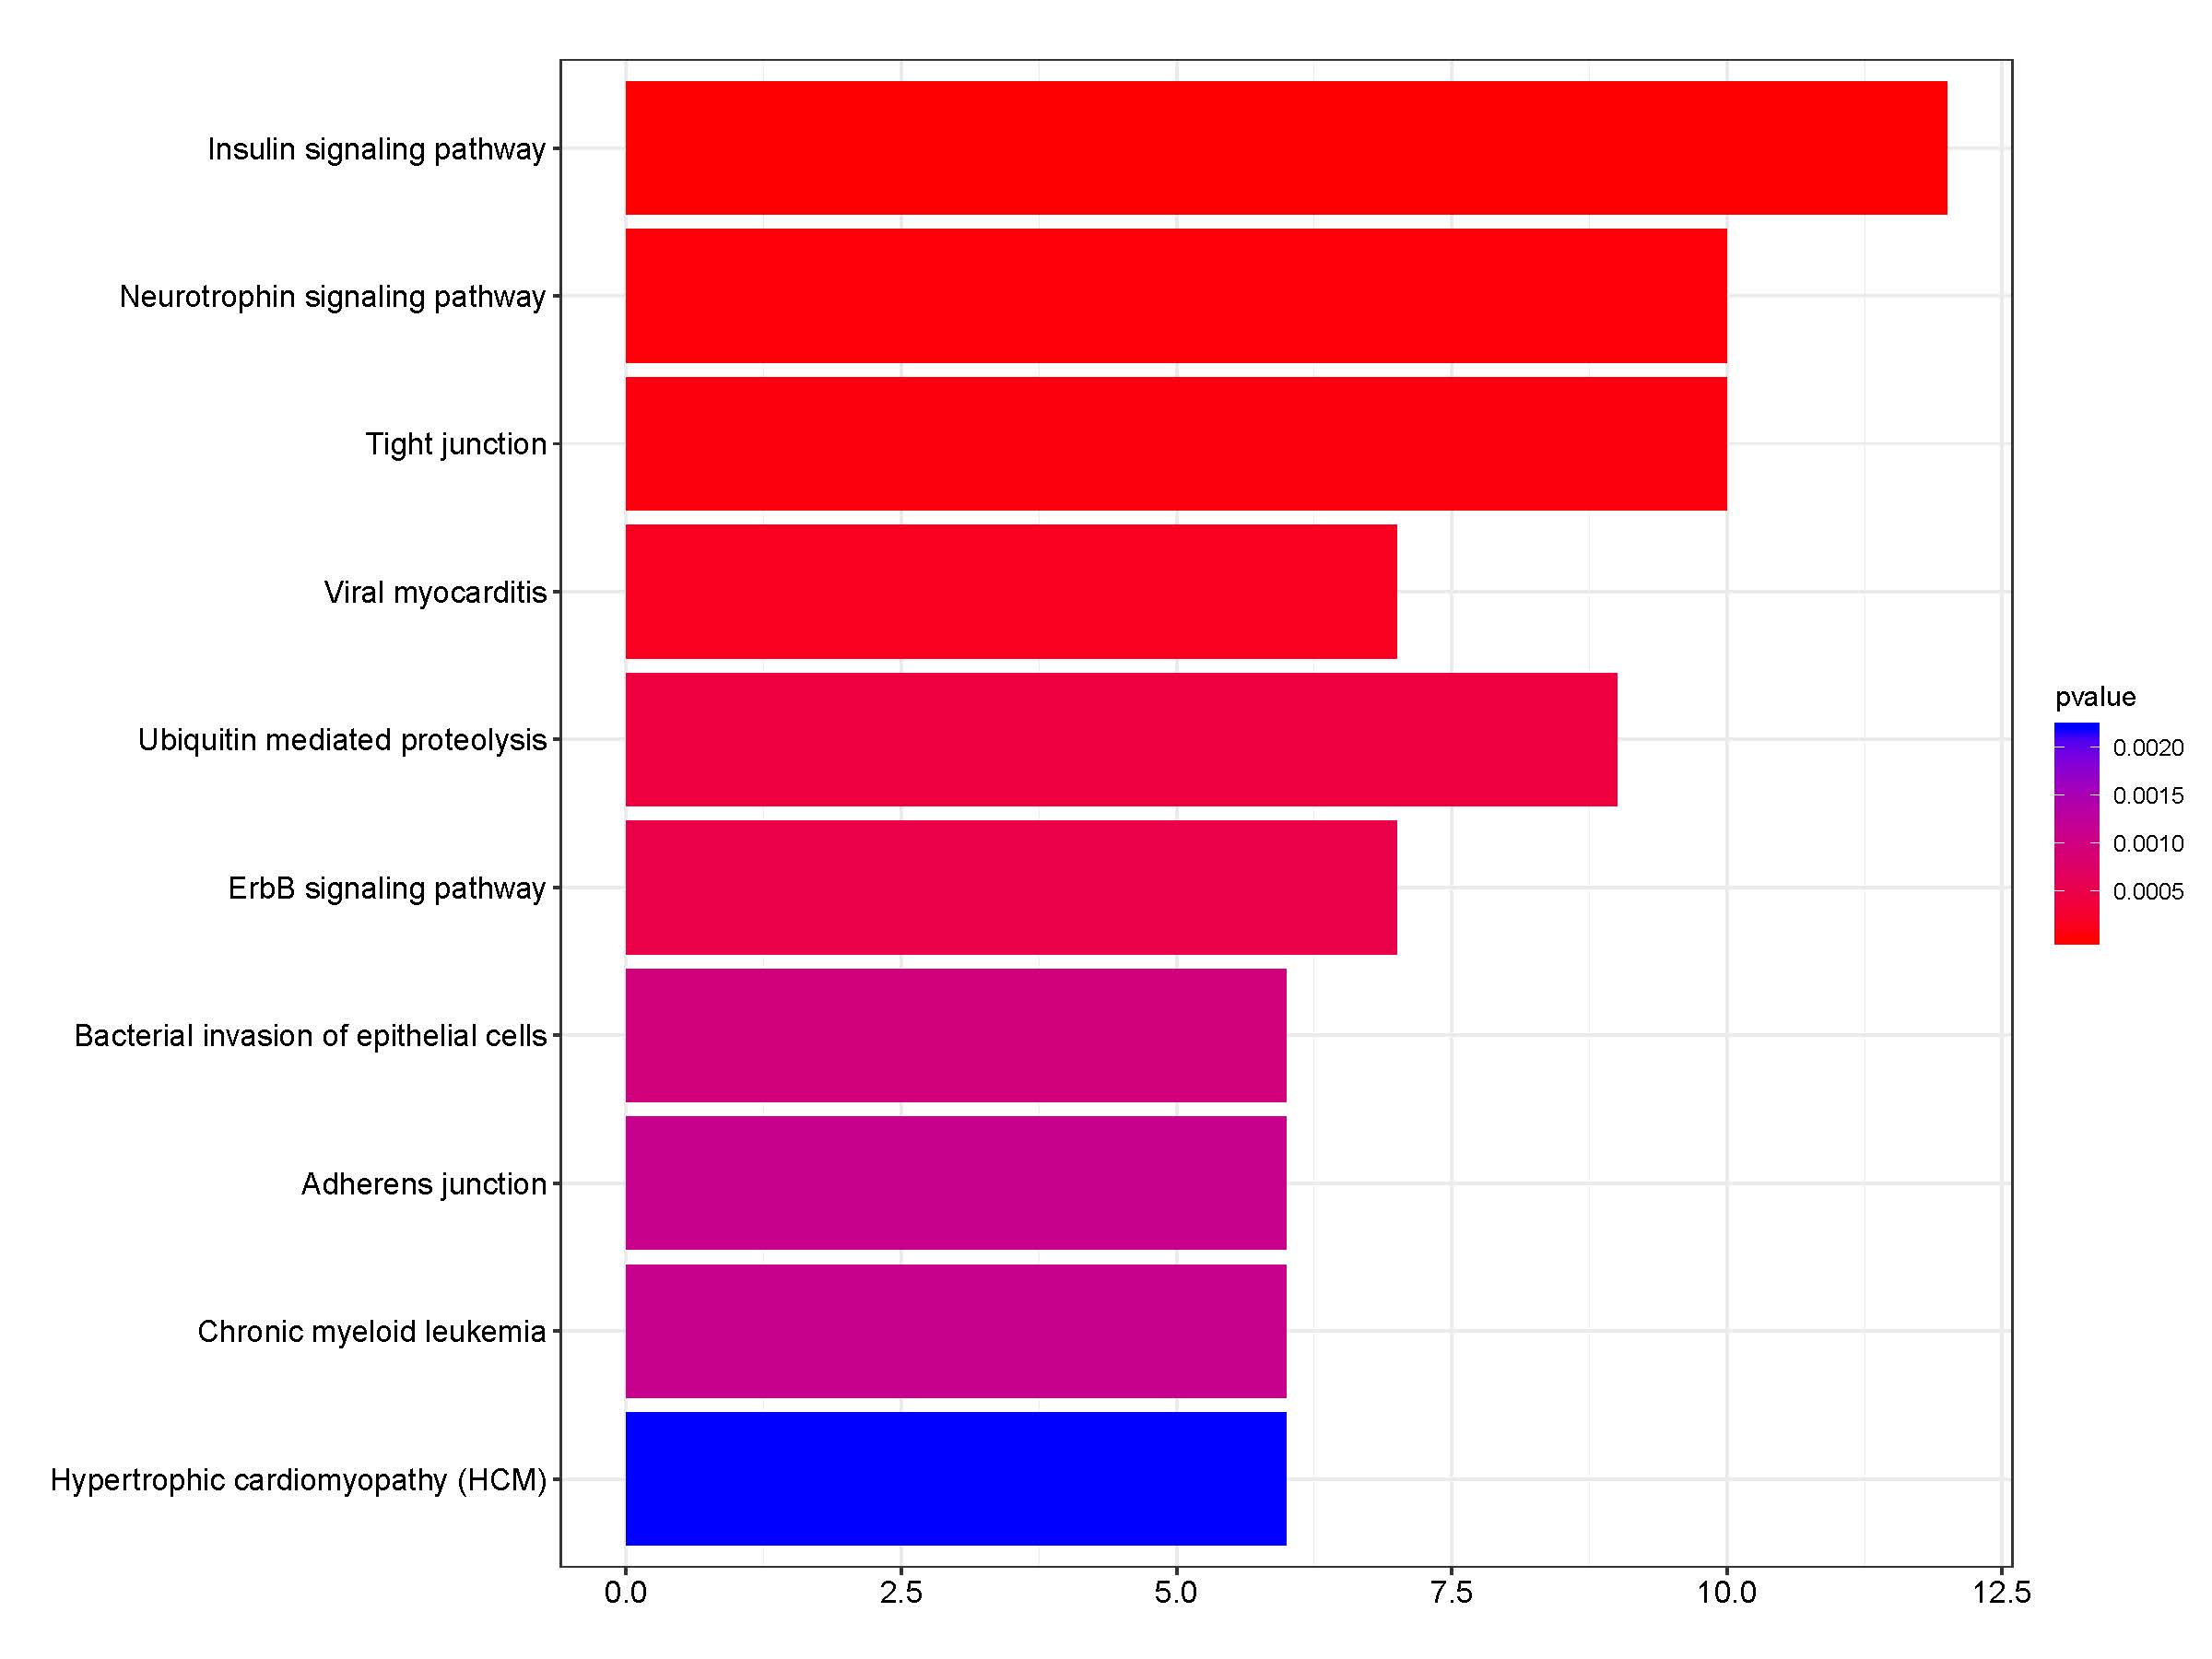 Insulin signaling pathway
Neurotrophin signaling pathway
Tight junction
Viral myocarditis
Ubiquitin mediated proteolysis
ErbB signaling pathway
Bacterial invasion of epithelial cells
Adherens junction
Chronic myeloid leukemia
Hypertrophic cardiomyopathy (HCM)
0.0 2.5 5.0 7.5 10.0 12.5
pvalue
0.0020
0.0015
0.0010
0.0005